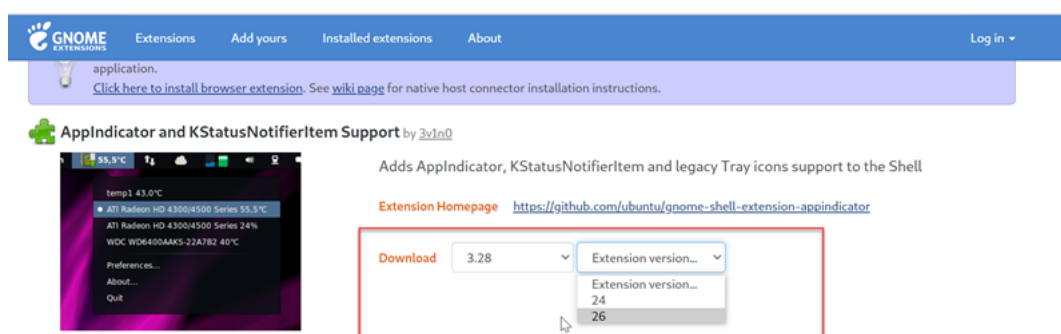 GNOME EXTENSIONS Extensions Add yours Installed extensions About Log in
application.
Click here to install browser extension. See wiki page for native host connector installation instructions.
AppIndicator and KStatusNotifierItem Support by 3v1n0
55,5°C
temp1 43.0°C
ATI Radeon HD 4300/4500 Series 55.5°C
ATI Radeon HD 4300/4500 Series 24%
WDC WD6400AAKS-22A7B2 40°C
Preferences...
About...
Quit
Adds AppIndicator, KStatusNotifierItem and legacy Tray icons support to the Shell
Extension Homepage https://github.com/ubuntu/gnome-shell-extension-appindicator
Download 3.28 Extension version...
Extension version...
24
26